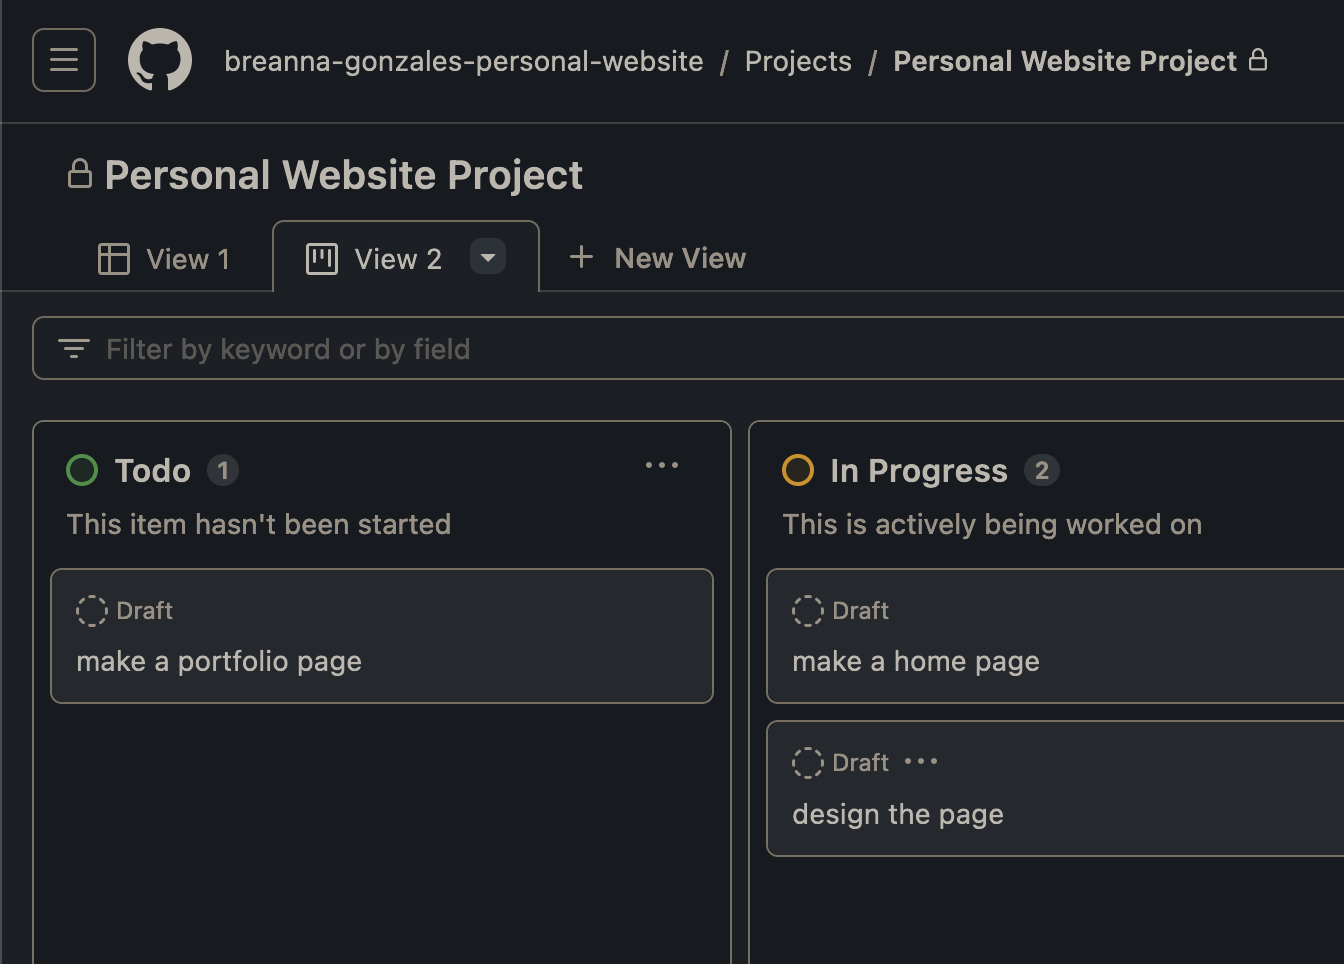 breanna-gonzales-personal-website / Projects / Personal Website Project
Personal Website Project
View 1
View 2
New View
Filter by keyword or by field
Todo 1
This item hasn't been started
Draft
make a portfolio page
In Progress 2
This is actively being worked on
Draft
make a home page
Draft
design the page